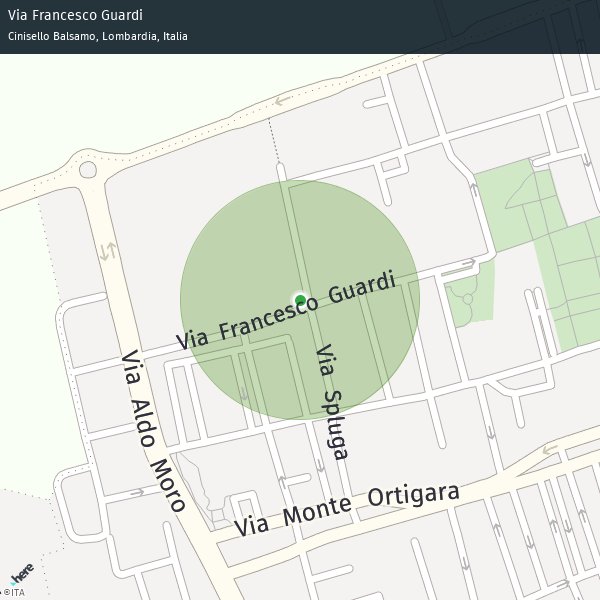 Via Francesco Guardi
Cinisello Balsamo, Lombardia, Italia
Via Francesco Guardi
Via Spluga
Via Aldo Moro
Via Monte Ortigara
here
©ITA